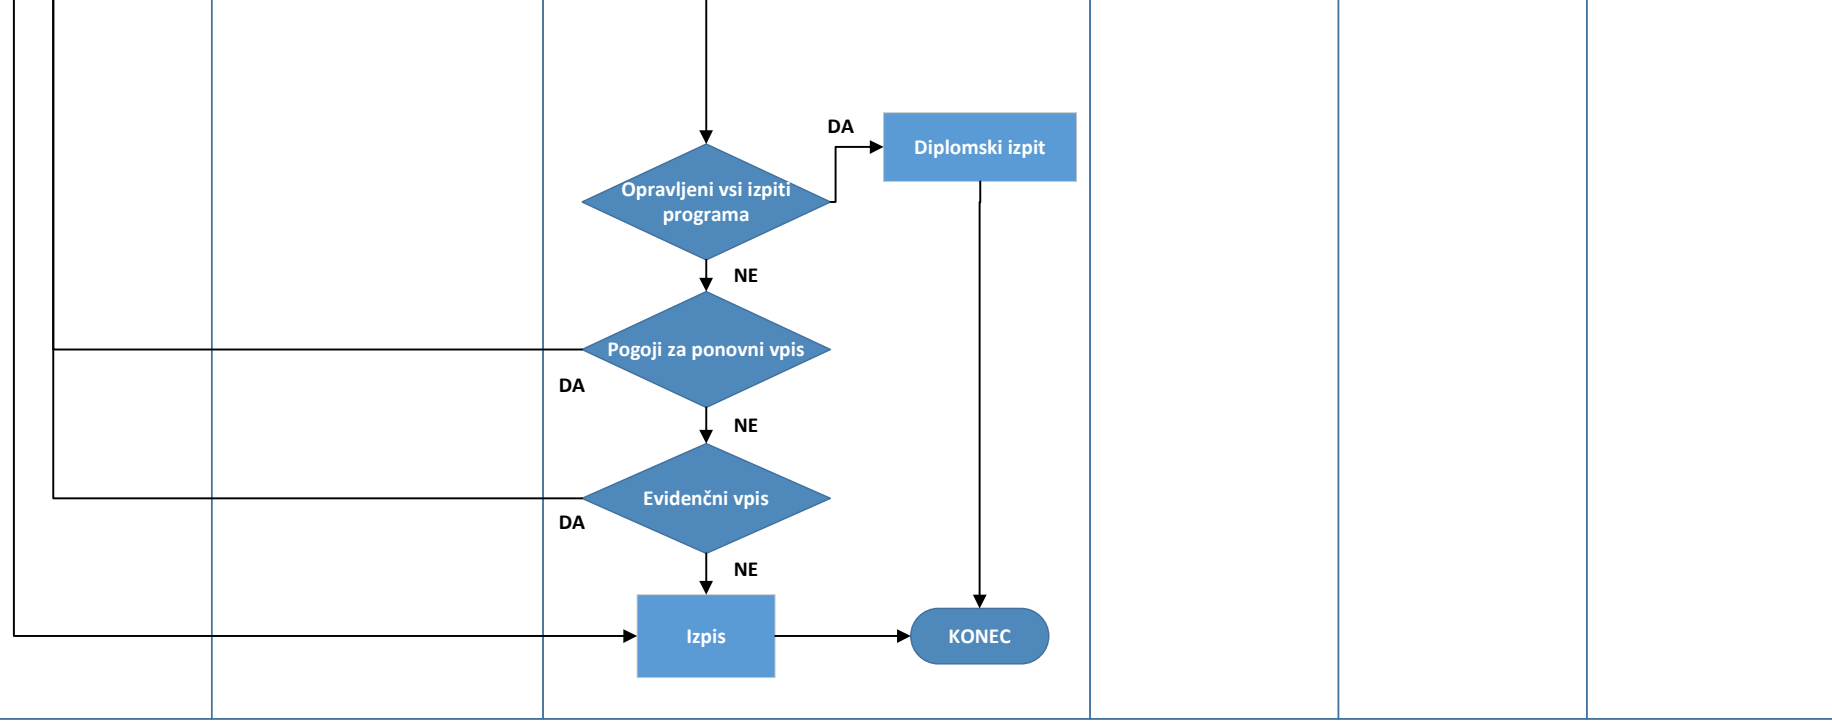 DA
Diplomski izpit
Opravljeni vsi izpiti
programa
NE
Pogoji za ponovni vpis
DA
NE
Evidenčni vpis
DA
NE
Izpis
KONEC